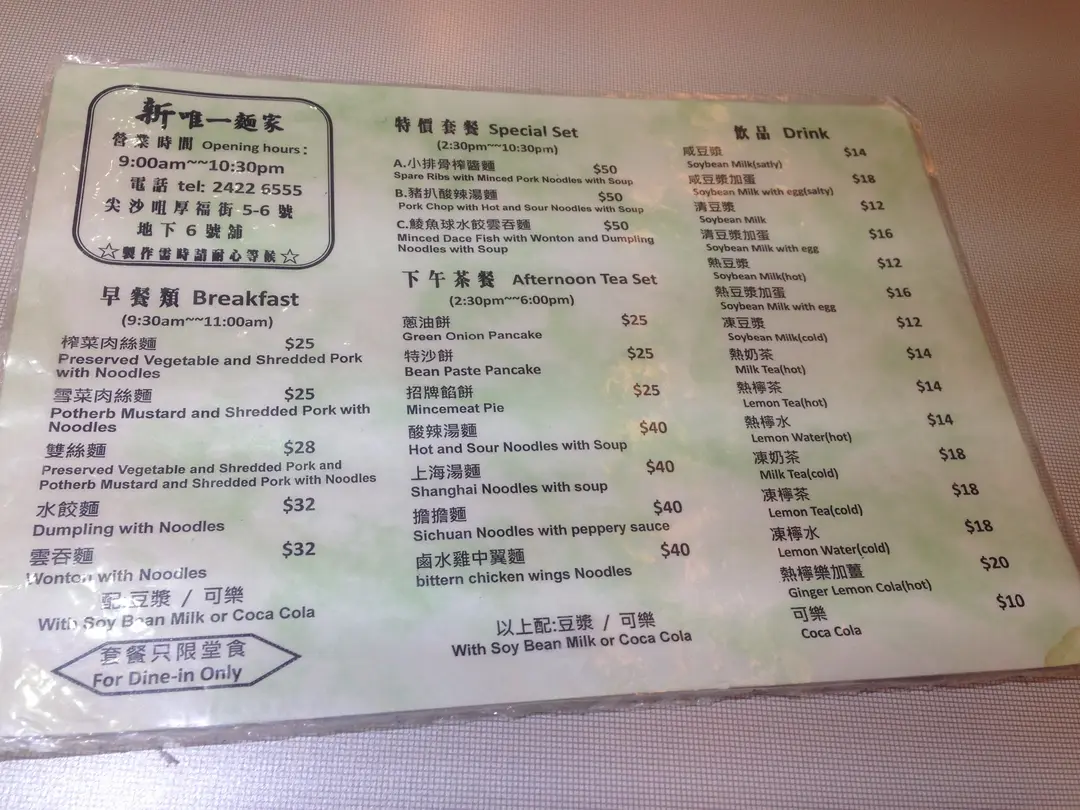 新唯一麵家
營業時間 Opening hours:
9:00am~~10:30pm
電話 tel: 2422 6555
尖沙咀厚福街 5-6 號
地下 6 號舖
☆製作需時請耐心等候☆
早餐類 Breakfast
(9:30am~~11:00am)
榨菜肉絲麵 $25
Preserved Vegetable and Shredded Pork
with Noodles
雪菜肉絲麵 $25
Potherb Mustard and Shredded Pork with
Noodles
雙絲麵 $28
Preserved Vegetable and Shredded Pork and
Potherb Mustard and Shredded Pork with Noodles
水餃麵 $32
Dumpling with Noodles
雲吞麵 $32
Wonton with Noodles
配:豆漿 / 可樂
With Soy Bean Milk or Coca Cola
套餐只限堂食
For Dine-in Only
特價套餐 Special Set
(2:30pm~~10:30pm)
A.小排骨榨醬麵 $50
Spare Ribs with Minced Pork Noodles with Soup
B.豬扒酸辣湯麵 $50
Pork Chop with Hot and Sour Noodles with Soup
C.鯪魚球水餃雲吞麵 $50
Minced Dace Fish with Wonton and Dumpling
Noodles with Soup
下午茶餐 Afternoon Tea Set
(2:30pm~~6:00pm)
蔥油餅 $25
Green Onion Pancake
特沙餅 $25
Bean Paste Pancake
招牌餡餅 $25
Mincemeat Pie
酸辣湯麵 $40
Hot and Sour Noodles with Soup
上海湯麵 $40
Shanghai Noodles with soup
擔擔麵 $40
Sichuan Noodles with peppery sauce
鹵水雞中翼麵 $40
bittern chicken wings Noodles
以上配:豆漿 / 可樂
With Soy Bean Milk or Coca Cola
飲品 Drink
咸豆漿 $14
Soybean Milk(satly)
咸豆漿加蛋 $18
Soybean Milk with egg(salty)
清豆漿 $12
Soybean Milk
清豆漿加蛋 $16
Soybean Milk with egg
熱豆漿 $12
Soybean Milk(hot)
熱豆漿加蛋 $16
Soybean Milk with egg
凍豆漿 $12
Soybean Milk(cold)
熱奶茶 $14
Milk Tea(hot)
熱檸茶 $14
Lemon Tea(hot)
熱檸水 $14
Lemon Water(hot)
凍奶茶 $18
Milk Tea(cold)
凍檸茶 $18
Lemon Tea(cold)
凍檸水 $18
Lemon Water(cold)
熱檸樂加薑 $20
Ginger Lemon Cola(hot)
可樂 $10
Coca Cola